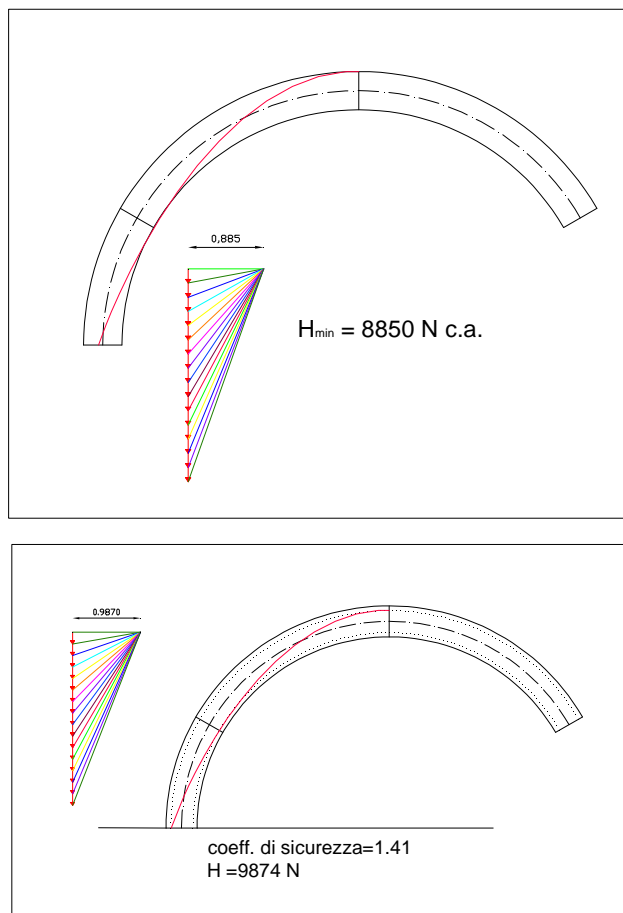 0,885
Hmin = 8850 N c.a.
0.9870
coeff. di sicurezza=1.41
H =9874 N